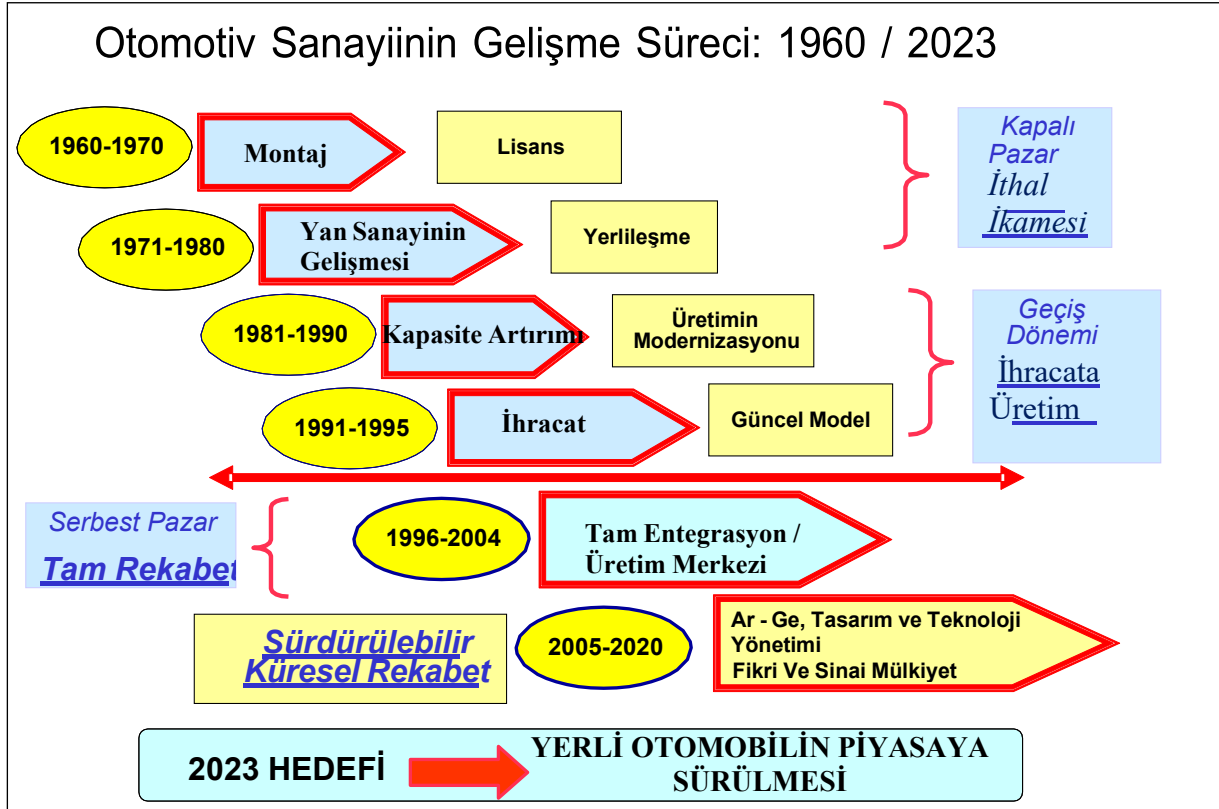 Otomotiv Sanayiinin Gelişme Süreci: 1960 / 2023
1960-1970
Montaj
Lisans
Kapalı
Pazar
İthal
İkamesi
1971-1980
Yan Sanayinin
Gelişmesi
Yerlileşme
1981-1990
Kapasite Artırımı
Üretimin
Modernizasyonu
Geçiş
Dönemi
İhracata
Üretim
1991-1995
İhracat
Güncel Model
Serbest Pazar
Tam Rekabet
1996-2004
Tam Entegrasyon /
Üretim Merkezi
Sürdürülebilir
Küresel Rekabet
2005-2020
Ar - Ge, Tasarım ve Teknoloji
Yönetimi
Fikri Ve Sinai Mülkiyet
2023 HEDEFİ
YERLİ OTOMOBİLİN PİYASAYA
SÜRÜLMESİ